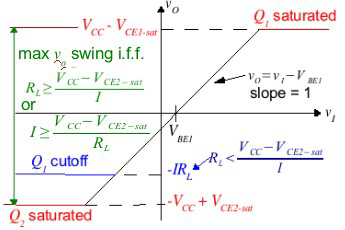 v_O
Q_1 saturated
V_CC - V_CE1-sat
max v_o swing i.f.f.
R_L ≥ (V_CC − V_CE2−sat) / I
v_O = v_I − V_BE1
slope = 1
or
v_I
I ≥ (V_CC − V_CE2−sat) / R_L
V_BE1
Q_1 cutoff
-IR_L
R_L < (V_CC − V_CE2−sat) / I
Q_2 saturated
-V_CC + V_CE2-sat